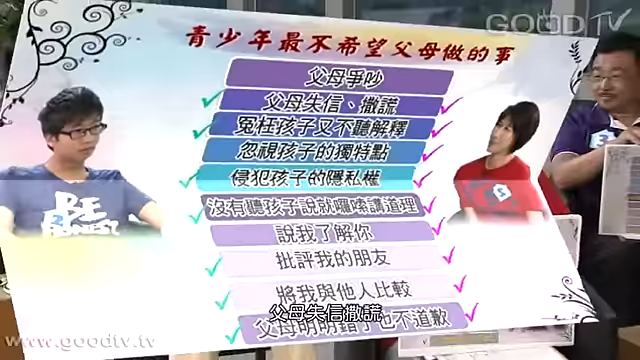 GOODTV
青少年最不希望父母做的事
父母爭吵
父母失信、撒謊
冤枉孩子又不聽解釋
忽視孩子的獨特點
侵犯孩子的隱私權
沒有聽孩子說就囉嗦講道理
說我了解你
批評我的朋友
將我與他人比較
父母失信撒謊
父母明明錯了也不道歉
BE
2
www.goodtv.tv